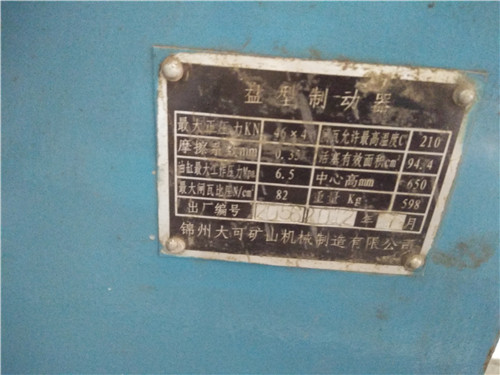 盘型制动器
最大正压力KN 46×4 闸瓦允许最高温度C 210
摩擦系数mm 0.35 活塞有效面积cm² 94.4
油缸最大工作压力Mpa 6.5 中心高mm 650
最大闸瓦比压N/cm² 82 重量 Kg 598
出厂编号 年 月
锦州大可矿山机械制造有限公司